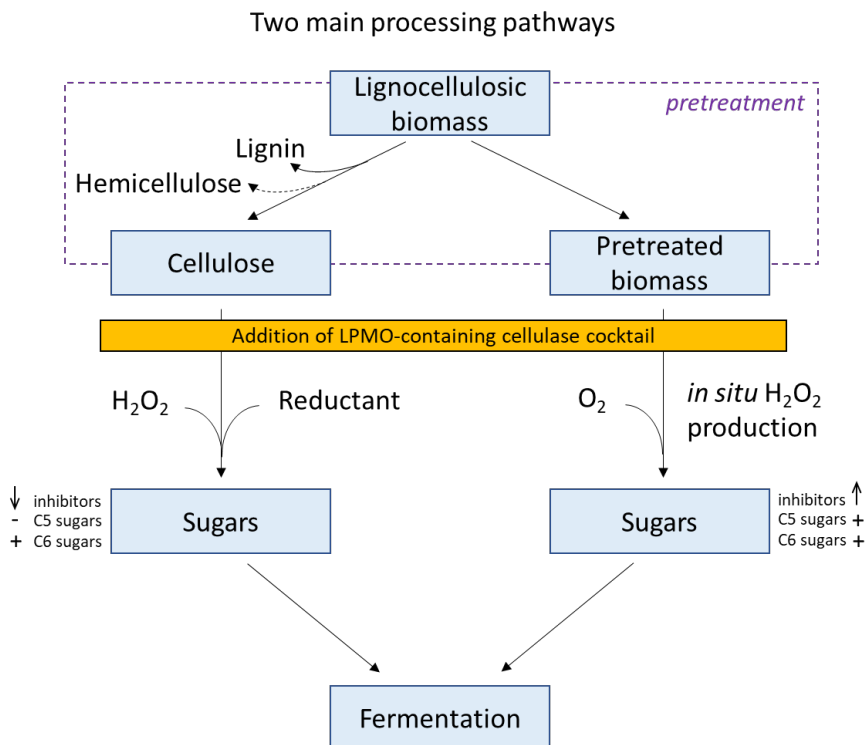 Two main processing pathways
Lignocellulosic
biomass
pretreatment
Lignin
Hemicellulose
Cellulose
Pretreated
biomass
Addition of LPMO-containing cellulase cocktail
H₂O₂
Reductant
O₂
in situ H₂O₂
production
↓ inhibitors
- C5 sugars
+ C6 sugars
Sugars
Sugars
inhibitors ↑
C5 sugars +
C6 sugars +
Fermentation